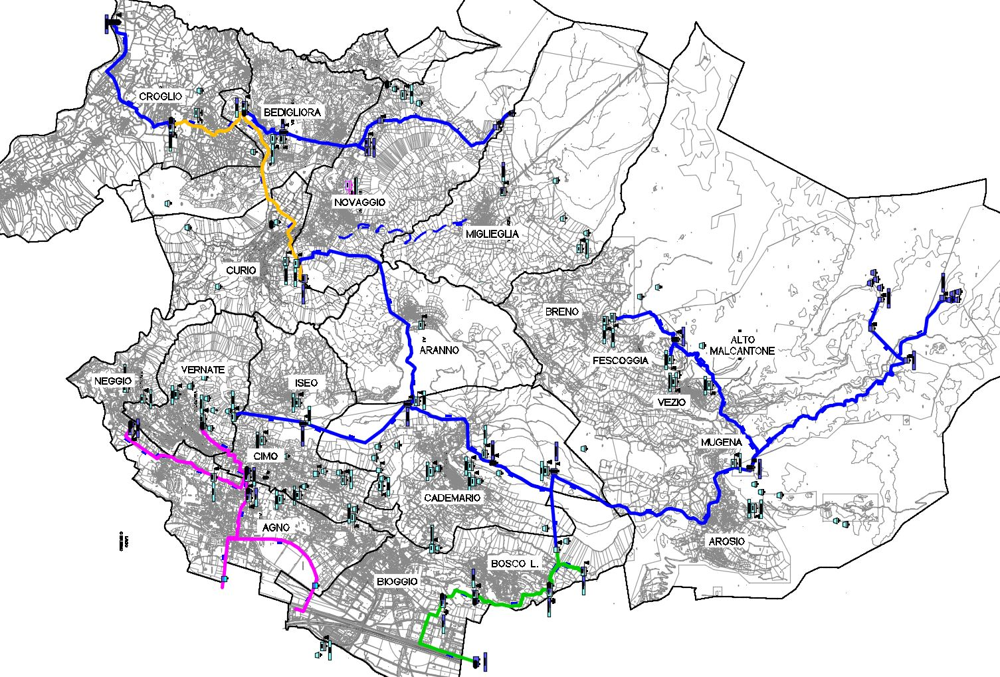 CROGLIO
BEDIGLIORA
NOVAGGIO
MIGLIEGLIA
CURIO
BRENO
ALTO
MALCANTONE
ARANNO
FESCOGGIA
VERNATE
NEGGIO
ISEO
VEZIO
MUGENA
CIMO
CADEMARIO
AGNO
AROSIO
BOSCO L.
BIOGGIO